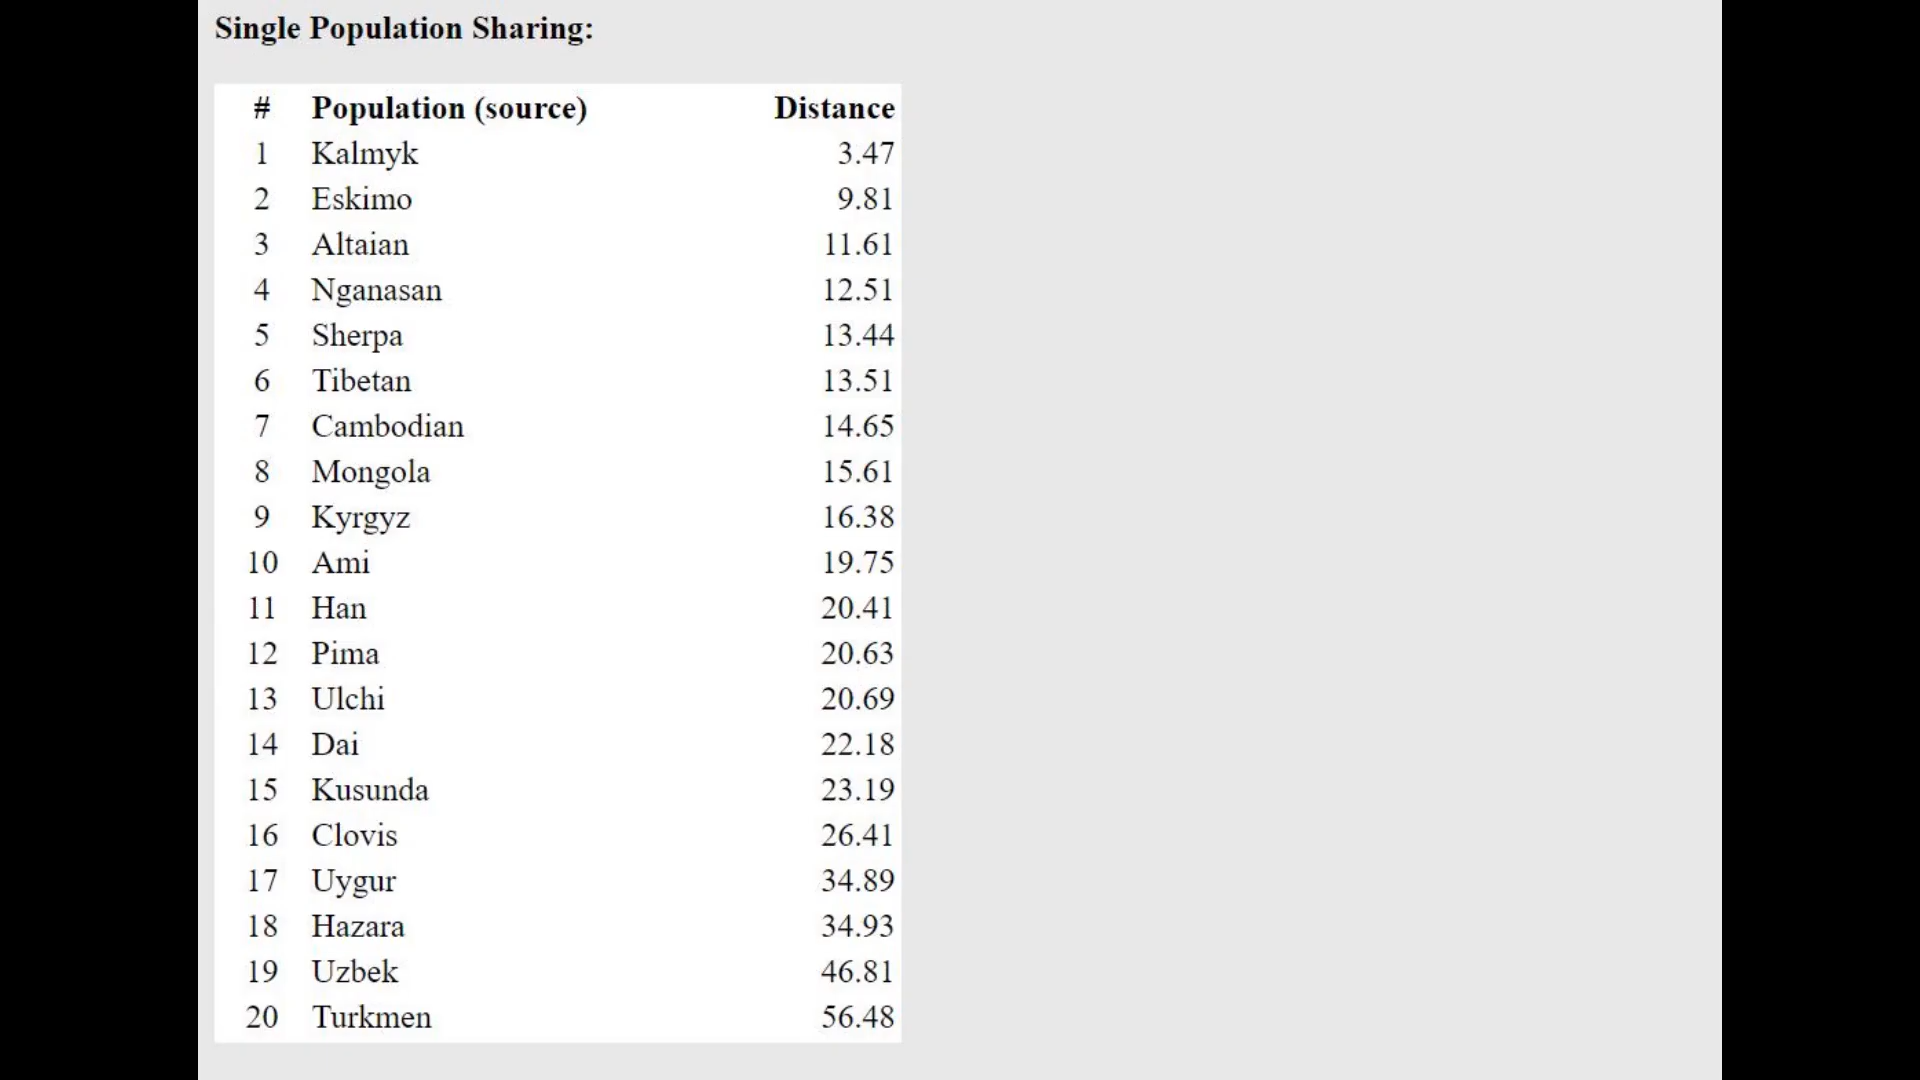 Single Population Sharing:
# Population (source) Distance
1 Kalmyk 3.47
2 Eskimo 9.81
3 Altaian 11.61
4 Nganasan 12.51
5 Sherpa 13.44
6 Tibetan 13.51
7 Cambodian 14.65
8 Mongola 15.61
9 Kyrgyz 16.38
10 Ami 19.75
11 Han 20.41
12 Pima 20.63
13 Ulchi 20.69
14 Dai 22.18
15 Kusunda 23.19
16 Clovis 26.41
17 Uygur 34.89
18 Hazara 34.93
19 Uzbek 46.81
20 Turkmen 56.48